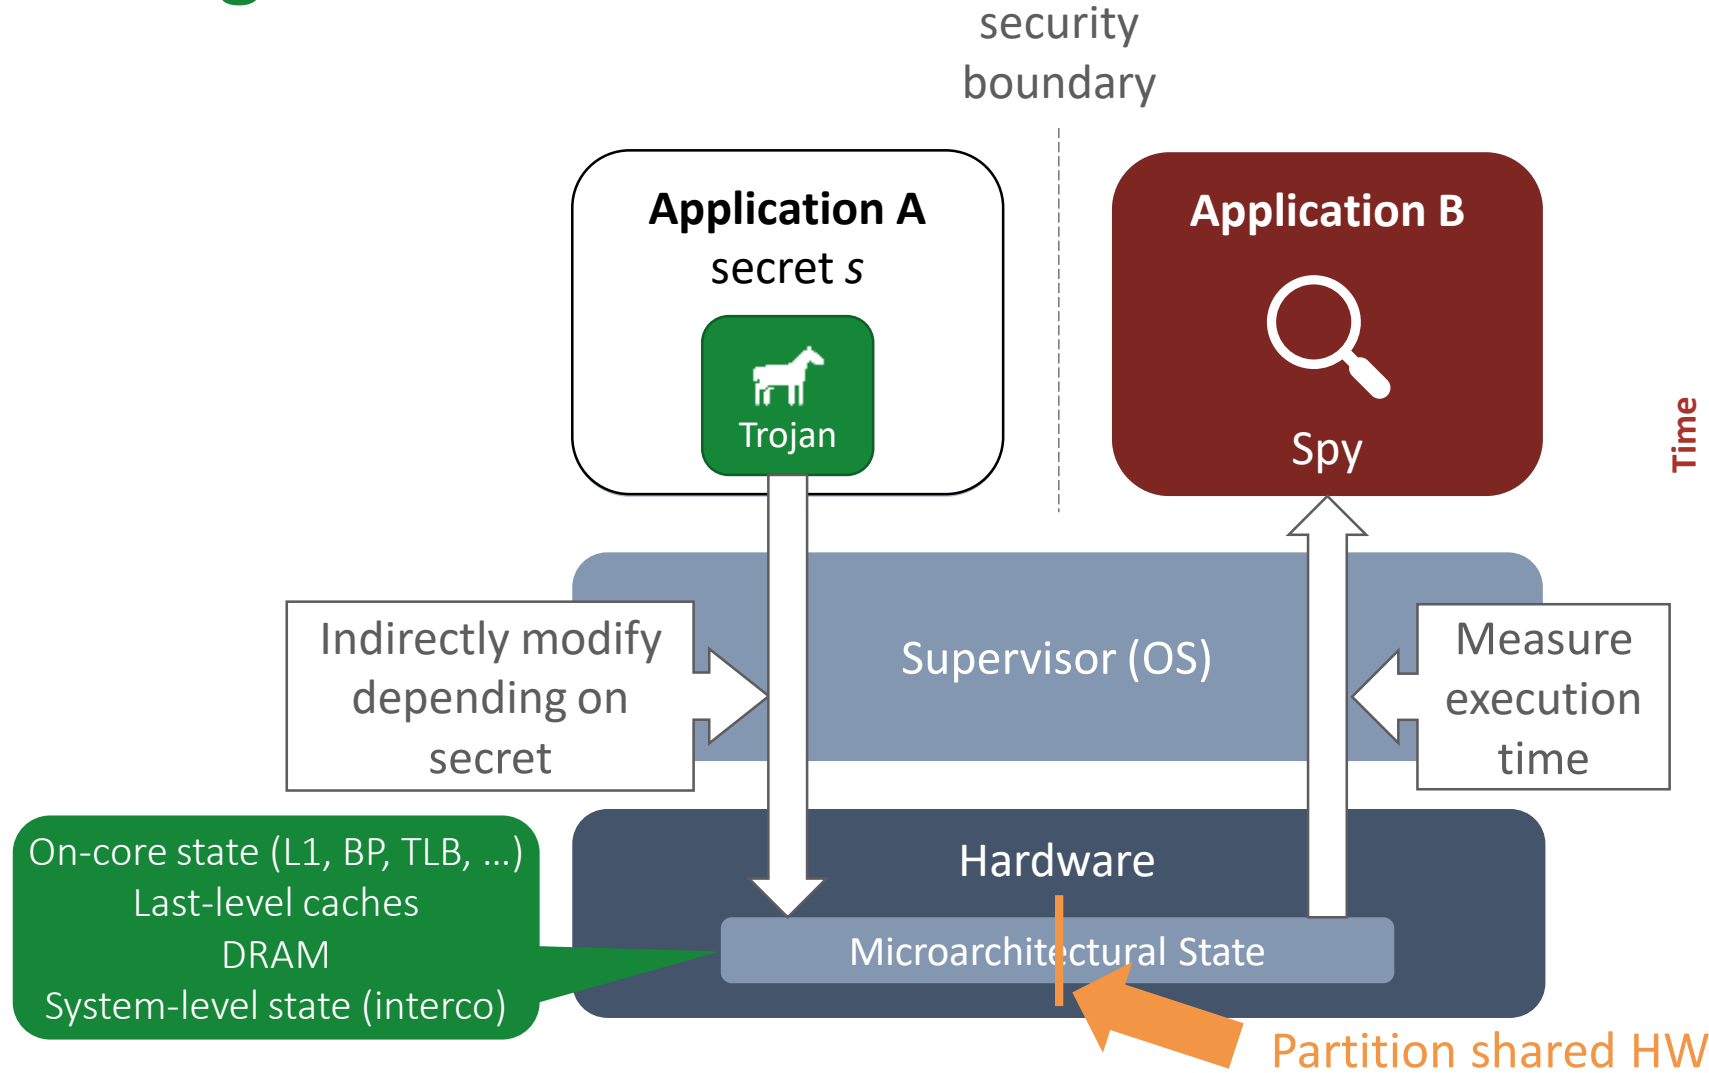 security
boundary
Application A
secret s
Trojan
Application B
Spy
Time
Indirectly modify
depending on
secret
Supervisor (OS)
Measure
execution
time
On-core state (L1, BP, TLB, ...)
Last-level caches
DRAM
System-level state (interco)
Hardware
Microarchitectural State
Partition shared HW